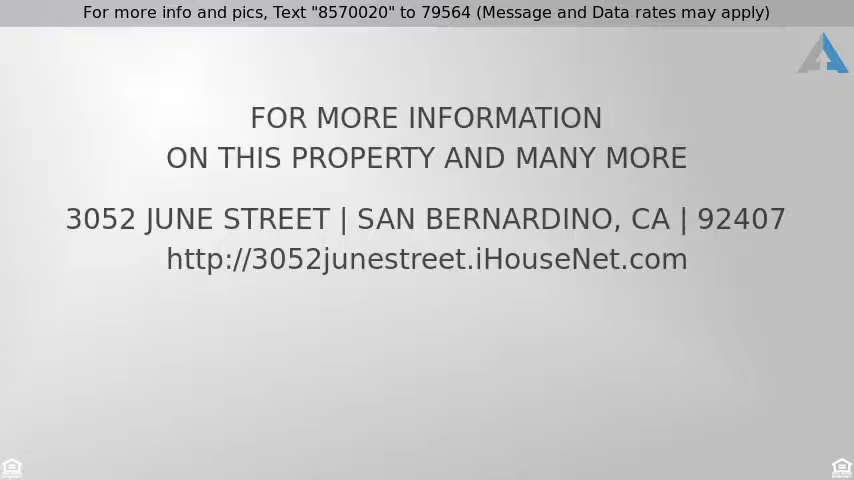 For more info and pics, Text "8570020" to 79564 (Message and Data rates may apply)
FOR MORE INFORMATION
ON THIS PROPERTY AND MANY MORE
3052 JUNE STREET | SAN BERNARDINO, CA | 92407
http://3052junestreet.iHouseNet.com